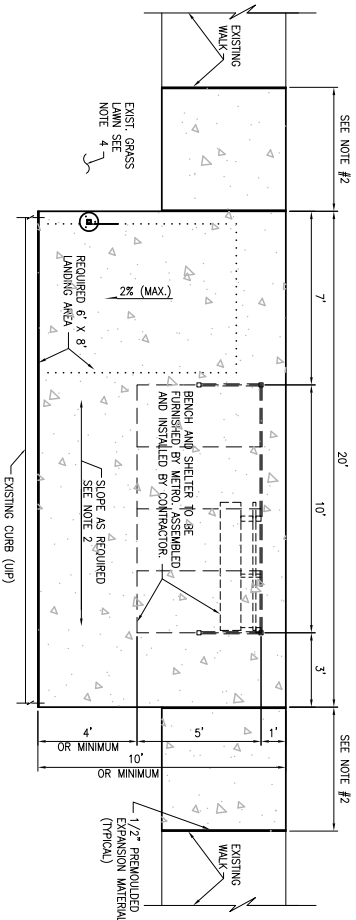 EXISTING
WALK
SEE NOTE #2
EXIST. GRASS
LAWN SEE
NOTE 4
7'
20'
10'
3'
SEE NOTE #2
EXISTING
WALK
REQUIRED 6' X 8'
LANDING AREA
2% (MAX.)
BENCH AND SHELTER TO BE
FURNISHED BY METRO, ASSEMBLED
AND INSTALLED BY CONTRACTOR.
SLOPE AS REQUIRED
SEE NOTE 2
EXISTING CURB (UIP)
4'
OR MINIMUM
5'
1'
10'
OR MINIMUM
1/2" PREMOULDED
EXPANSION MATERIAL
(TYPICAL)